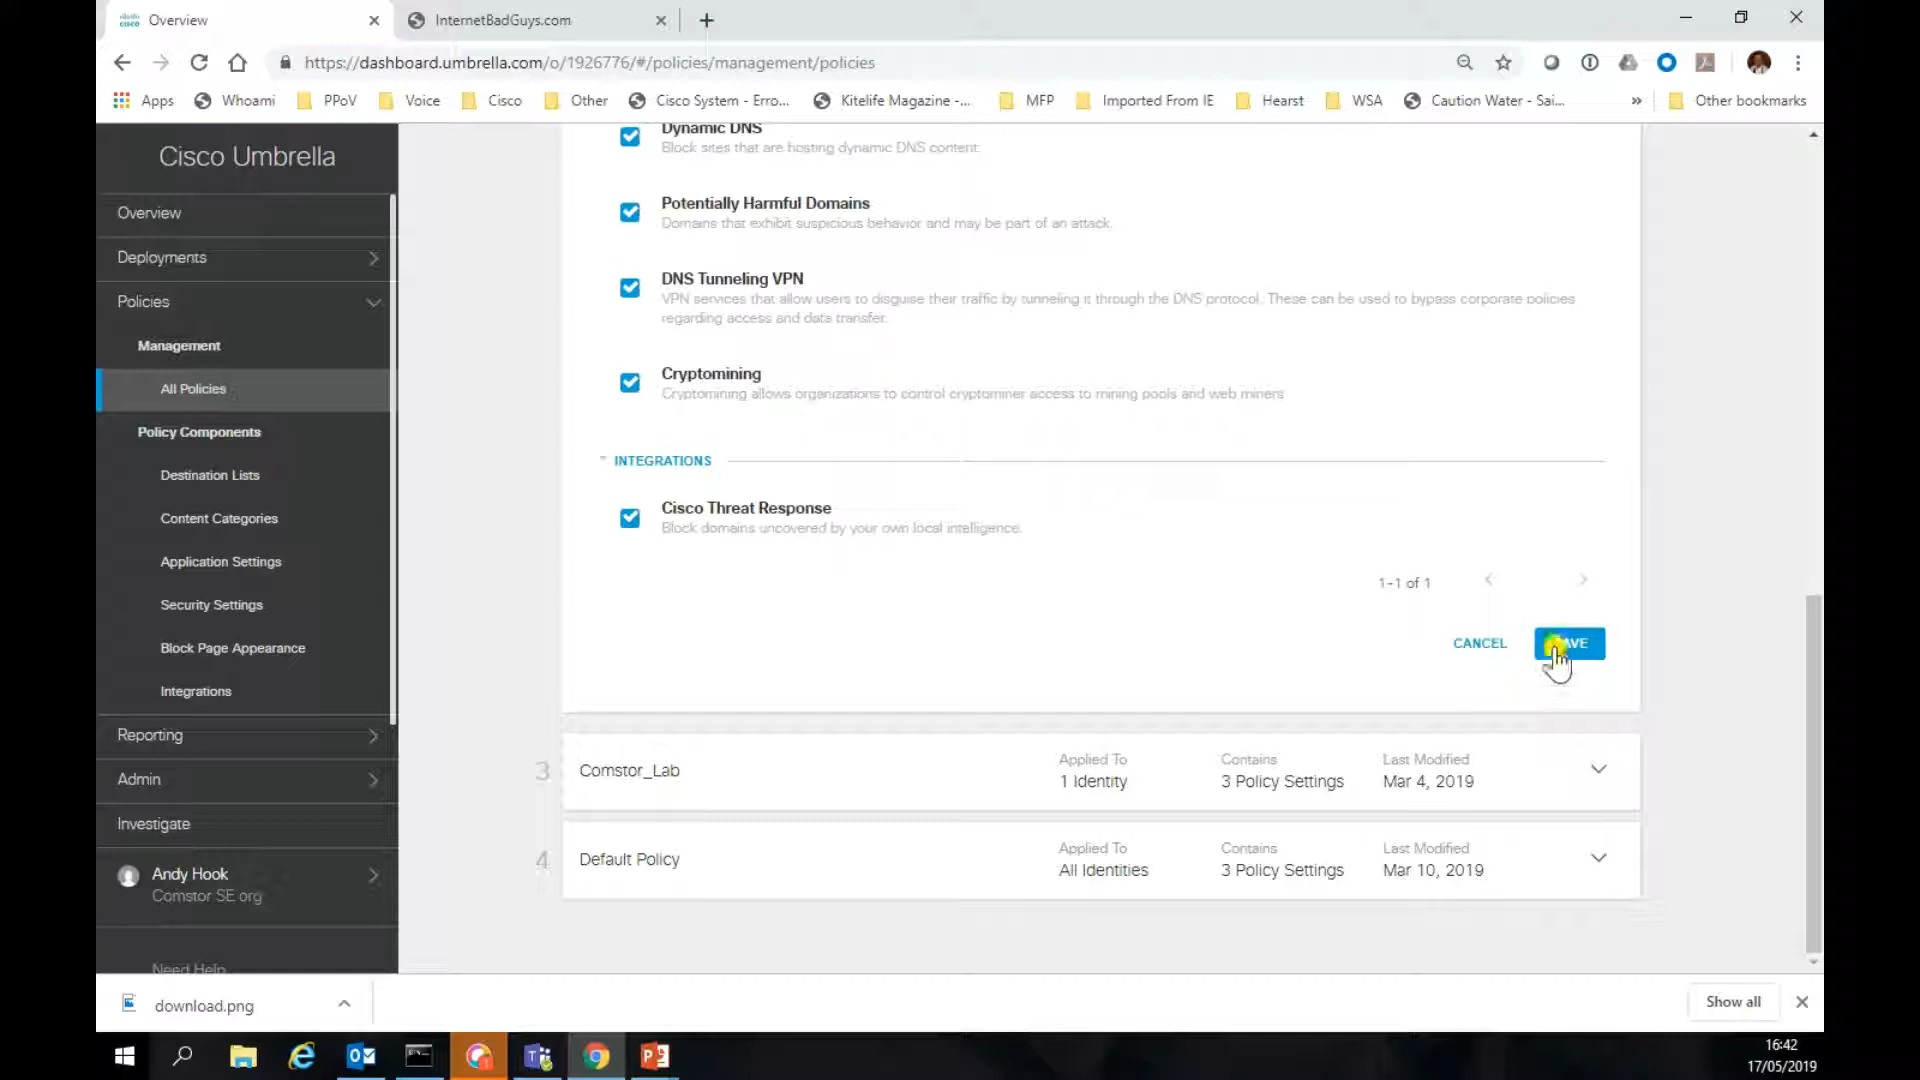 Overview
InternetBadGuys.com
https://dashboard.umbrella.com/o/1926776/#/policies/management/policies
Apps
Whoami
PPoV
Voice
Cisco
Other
Cisco System - Erro...
Kitelife Magazine -...
MFP
Imported From IE
Hearst
WSA
Caution Water - Sai...
»
Other bookmarks
Cisco Umbrella
Overview
Deployments
Policies
Management
All Policies
Policy Components
Destination Lists
Content Categories
Application Settings
Security Settings
Block Page Appearance
Integrations
Reporting
Admin
Investigate
Andy Hook
Comstor SE org
Need Help
Dynamic DNS
Block sites that are hosting dynamic DNS content.
Potentially Harmful Domains
Domains that exhibit suspicious behavior and may be part of an attack.
DNS Tunneling VPN
VPN services that allow users to disguise their traffic by tunneling it through the DNS protocol. These can be used to bypass corporate policies
regarding access and data transfer.
Cryptomining
Cryptomining allows organizations to control cryptominer access to mining pools and web miners
INTEGRATIONS
Cisco Threat Response
Block domains uncovered by your own local intelligence.
1-1 of 1
CANCEL
3
Comstor_Lab
Applied To
1 Identity
Contains
3 Policy Settings
Last Modified
Mar 4, 2019
4
Default Policy
Applied To
All Identities
Contains
3 Policy Settings
Last Modified
Mar 10, 2019
download.png
Show all
16:42
17/05/2019